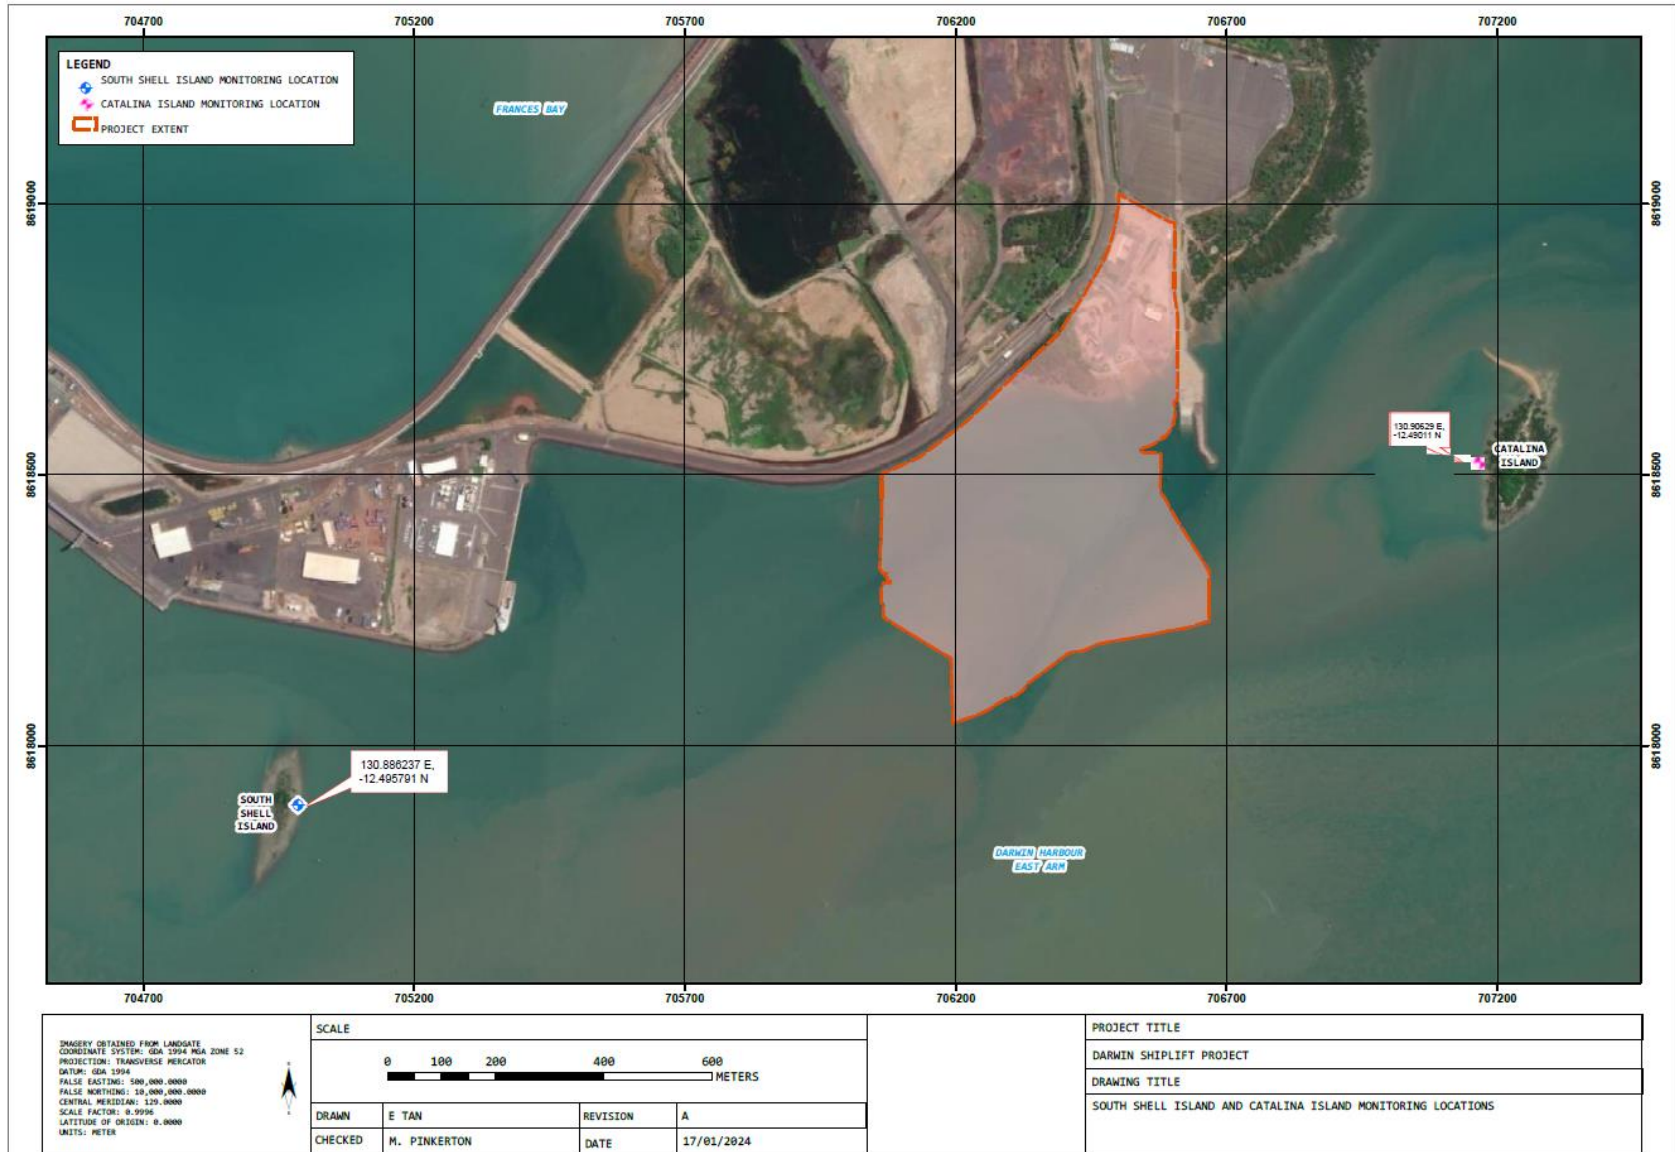 704700 705200 705700 706200 706700 707200
LEGEND
SOUTH SHELL ISLAND MONITORING LOCATION
CATALINA ISLAND MONITORING LOCATION
PROJECT EXTENT
FRANCES BAY
8619000 8619000
130.90629 E,
-12.49011 N
CATALINA
ISLAND
8618500 8618500
8618000 8618000
130.886237 E,
-12.495791 N
SOUTH
SHELL
ISLAND
DARWIN HARBOUR
EAST ARM
704700 705200 705700 706200 706700 707200
IMAGERY OBTAINED FROM LANDGATE
COORDINATE SYSTEM: GDA 1994 MGA ZONE 52
PROJECTION: TRANSVERSE MERCATOR
DATUM: GDA 1994
FALSE EASTING: 500,000.0000
FALSE NORTHING: 10,000,000.0000
CENTRAL MERIDIAN: 129.0000
SCALE FACTOR: 0.9996
LATITUDE OF ORIGIN: 0.0000
UNITS: METER
SCALE
0 100 200 400 600
METERS
DRAWN E TAN REVISION A
CHECKED M. PINKERTON DATE 17/01/2024
PROJECT TITLE
DARWIN SHIPLIFT PROJECT
DRAWING TITLE
SOUTH SHELL ISLAND AND CATALINA ISLAND MONITORING LOCATIONS